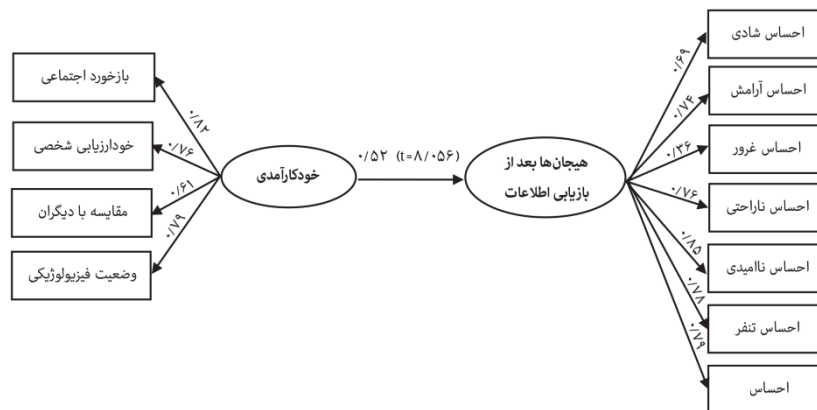 احساس شادی
احساس آرامش
احساس غرور
احساس ناراحتی
احساس ناامیدی
احساس تنفر
احساس
۰/۶۹
۰/۷۴
۰/۳۶
۰/۷۶
۰/۸۵
۰/۷۸
۰/۷۹
هیجان‌ها بعد از
بازیابی اطلاعات
۰/۵۲ (t=۸/۰۵۶)
خودکارآمدی
۰/۸۲
۰/۷۶
۰/۶۱
۰/۷۹
بازخورد اجتماعی
خودارزیابی شخصی
مقایسه با دیگران
وضعیت فیزیولوژیکی